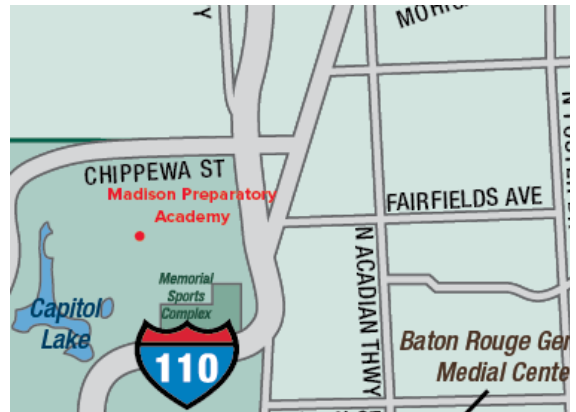 CHIPPEWA ST
Madison Preparatory
Academy
FAIRFIELDS AVE
N ACADIAN THWY
Memorial
Sports
Complex
Capitol
Lake
110
Baton Rouge Ge
Medial Cente